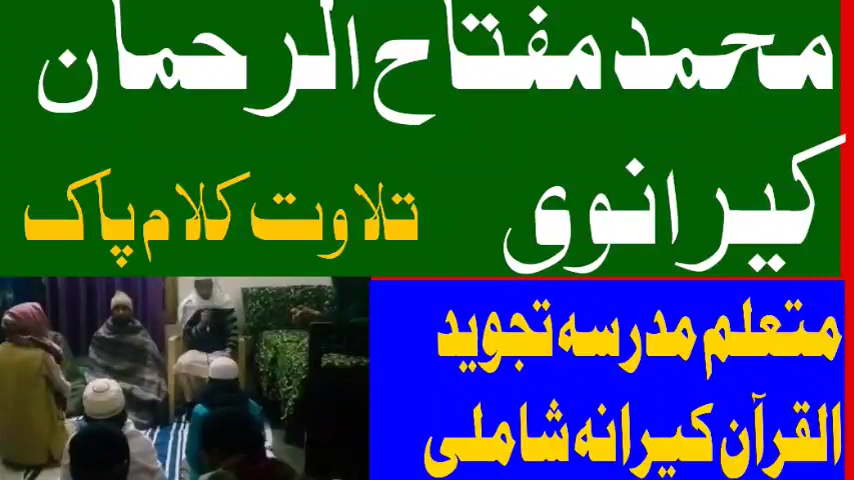 محمد مفتاح الرحمان
کیرانوی
تلاوت کلام پاک
متعلم مدرسہ تجوید
القرآن کیرانہ شاملی